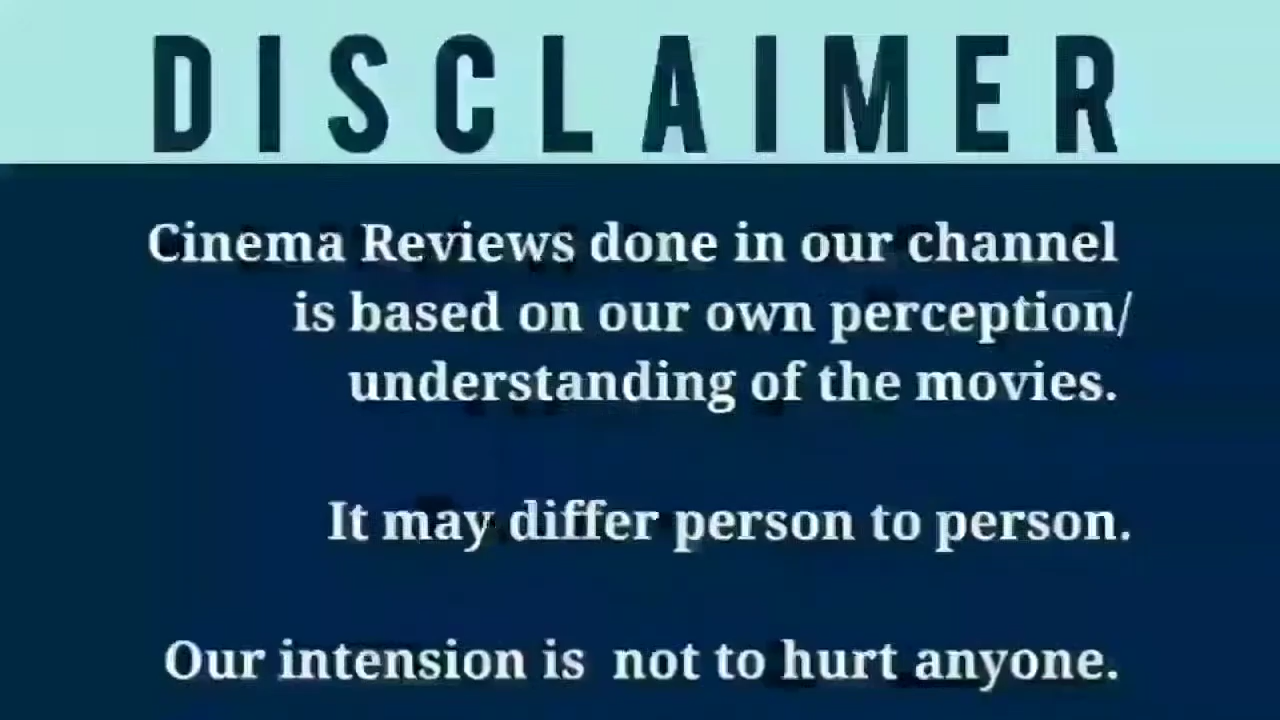 DISCLAIMER
Cinema Reviews done in our channel
is based on our own perception/
understanding of the movies.
It may differ person to person.
Our intension is not to hurt anyone.